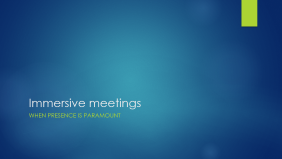 Immersive meetings
WHEN PRESENCE IS PARAMOUNT